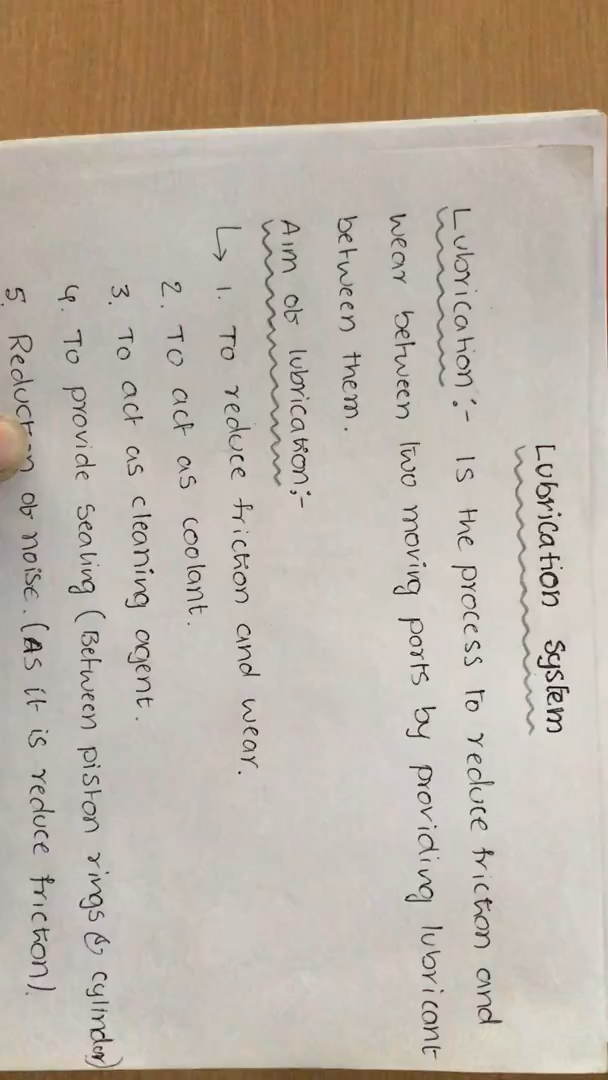 Lubrication System
Lubrication:- Is the process to reduce friction and
wear between two moving ports by providing lubricant
between them.
Aim of lubrication:-
↳ 1. To reduce friction and wear.
2. To act as coolant.
3. To act as cleaning agent.
4. To provide sealing (Between piston rings & cylinder)
5. Reduction of noise. (As it is reduce friction).